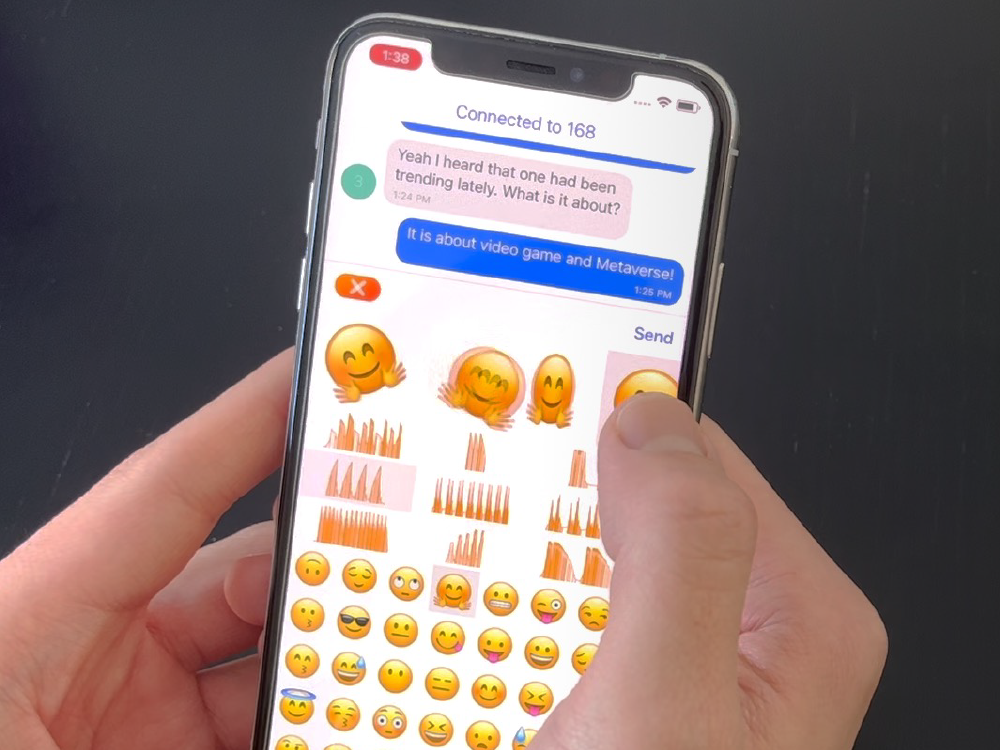 1:38
Connected to 168
Yeah I heard that one had been
trending lately. What is it about?
1:24 PM
3
It is about video game and Metaverse!
1:25 PM
Send